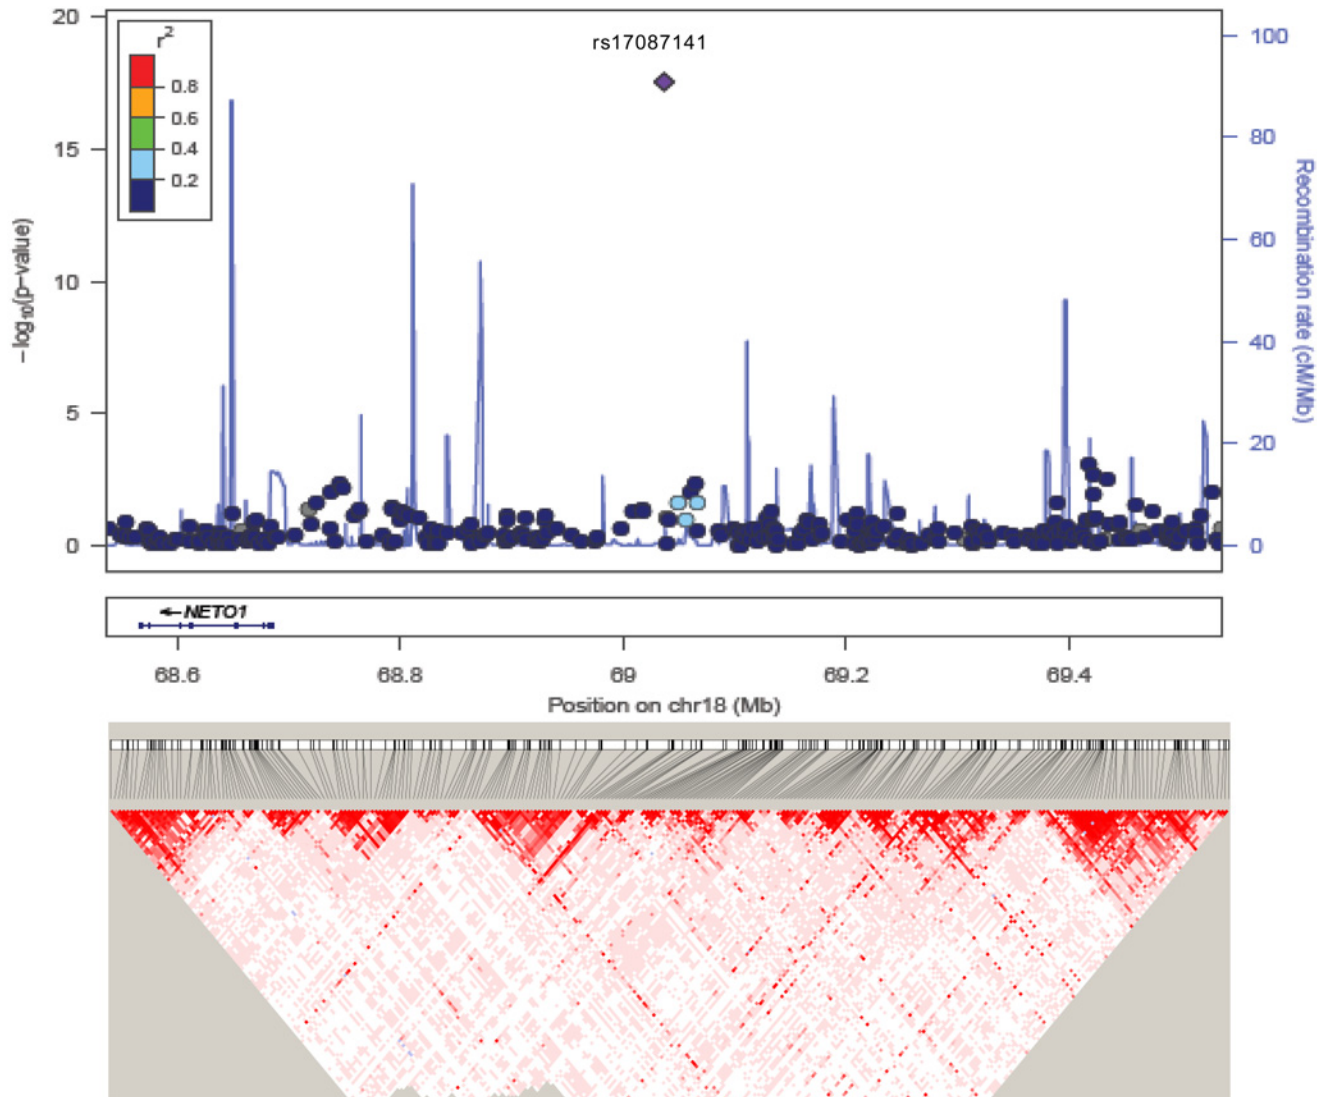 rs17087141
r²
0.8
0.6
0.4
0.2
20
15
10
5
0
−log₁₀(p−value)
100
80
60
40
20
0
Recombination rate (cM/Mb)
←NETO1
68.6 68.8 69 69.2 69.4
Position on chr18 (Mb)